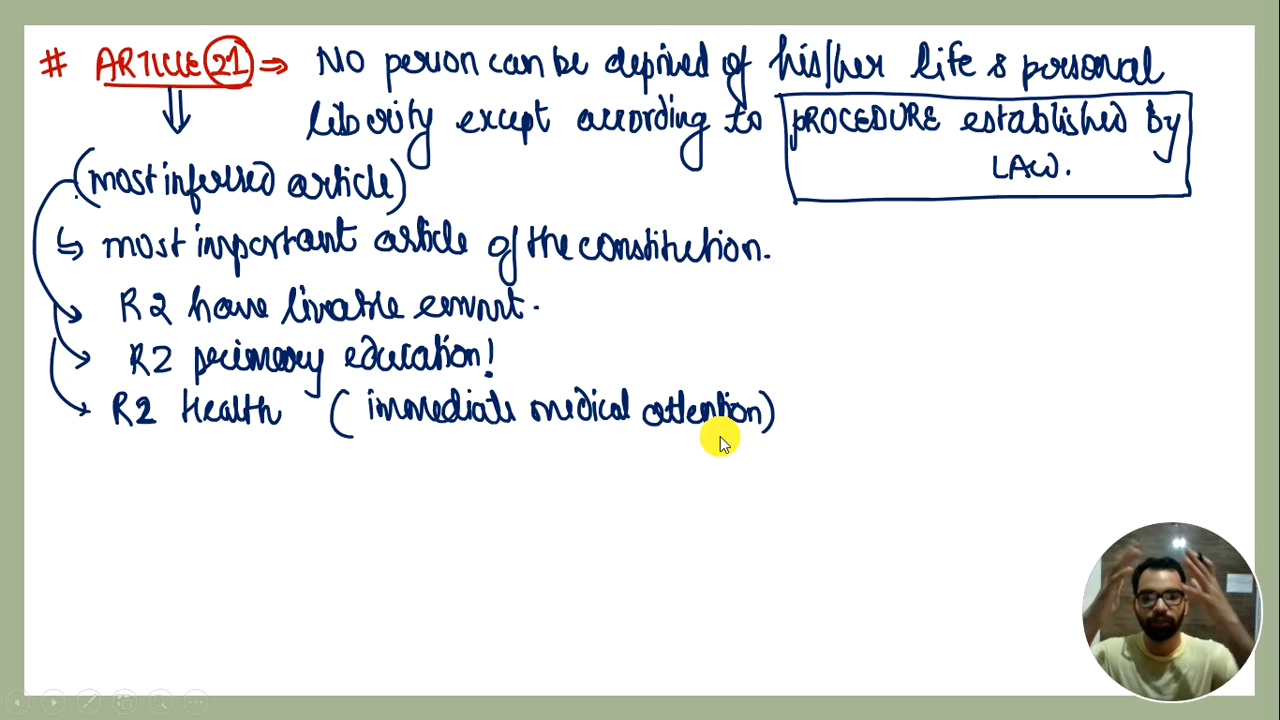 # ARTICLE 21 ⇒ No person can be deprived of his/her life & personal
liberity except according to PROCEDURE established by
LAW.
(most inferred article)
↳ most important article of the constitution.
R2 have livable envirt.
R2 primary education!
R2 Health ( immediate medical attention)